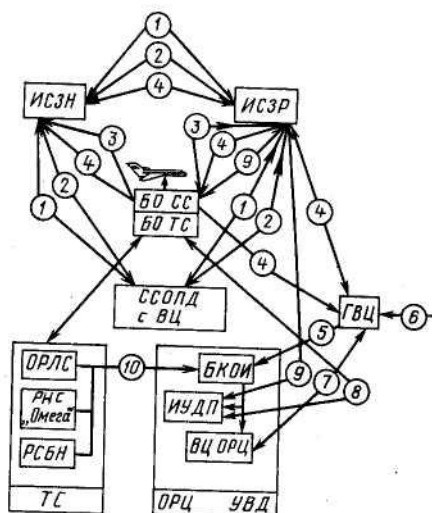 1
2
4
ИСЗН
ИСЗР
3
3
4
4
9
2
1
БО СС
БО ТС
1
2
4
4
ССОПД
с ВЦ
ГВЦ
6
5
ОРЛС
10
БКОИ
РНС
"Омега"
ИУДП
9
7
8
РСБН
ВЦ ОРЦ
ТС
ОРЦ УВД